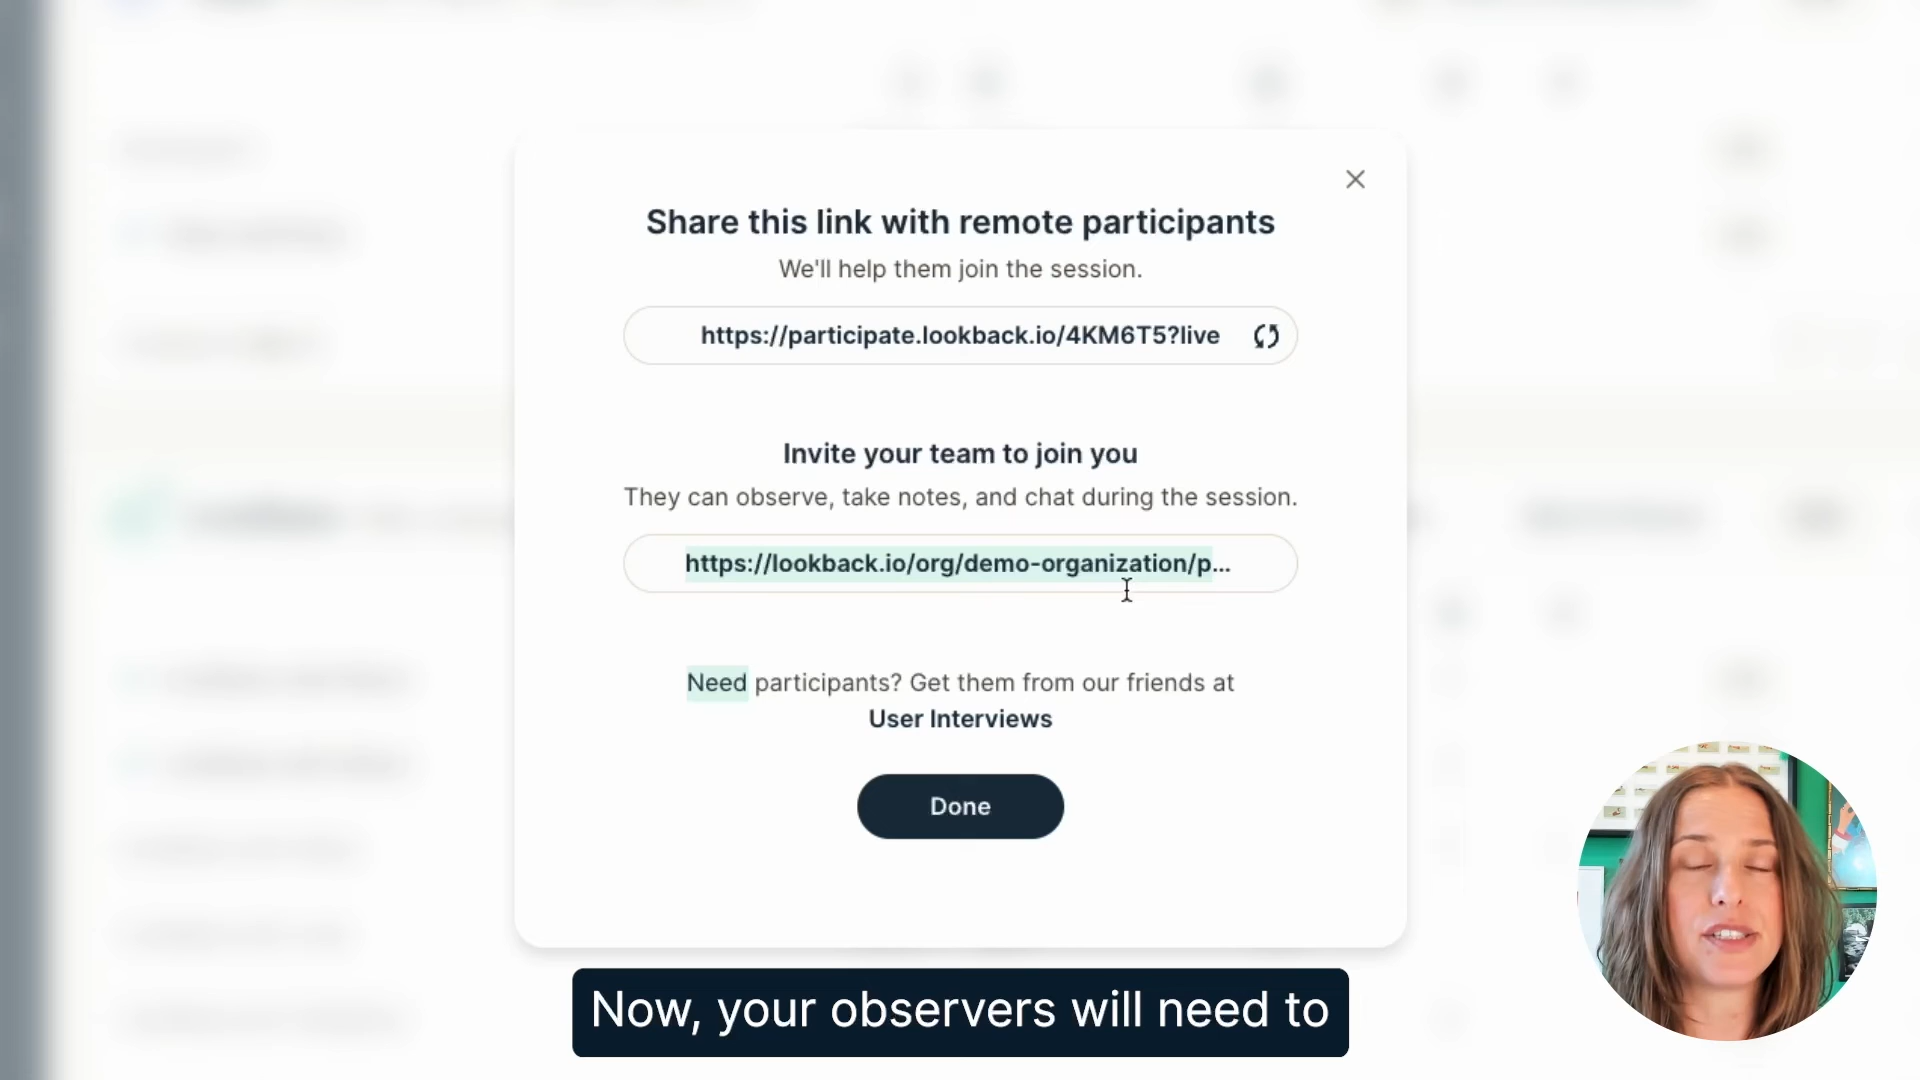 Share this link with remote participants
We'll help them join the session.
https://participate.lookback.io/4KM6T5?live
Invite your team to join you
They can observe, take notes, and chat during the session.
https://lookback.io/org/demo-organization/p...
Need participants? Get them from our friends at
User Interviews
Done
Now, your observers will need to